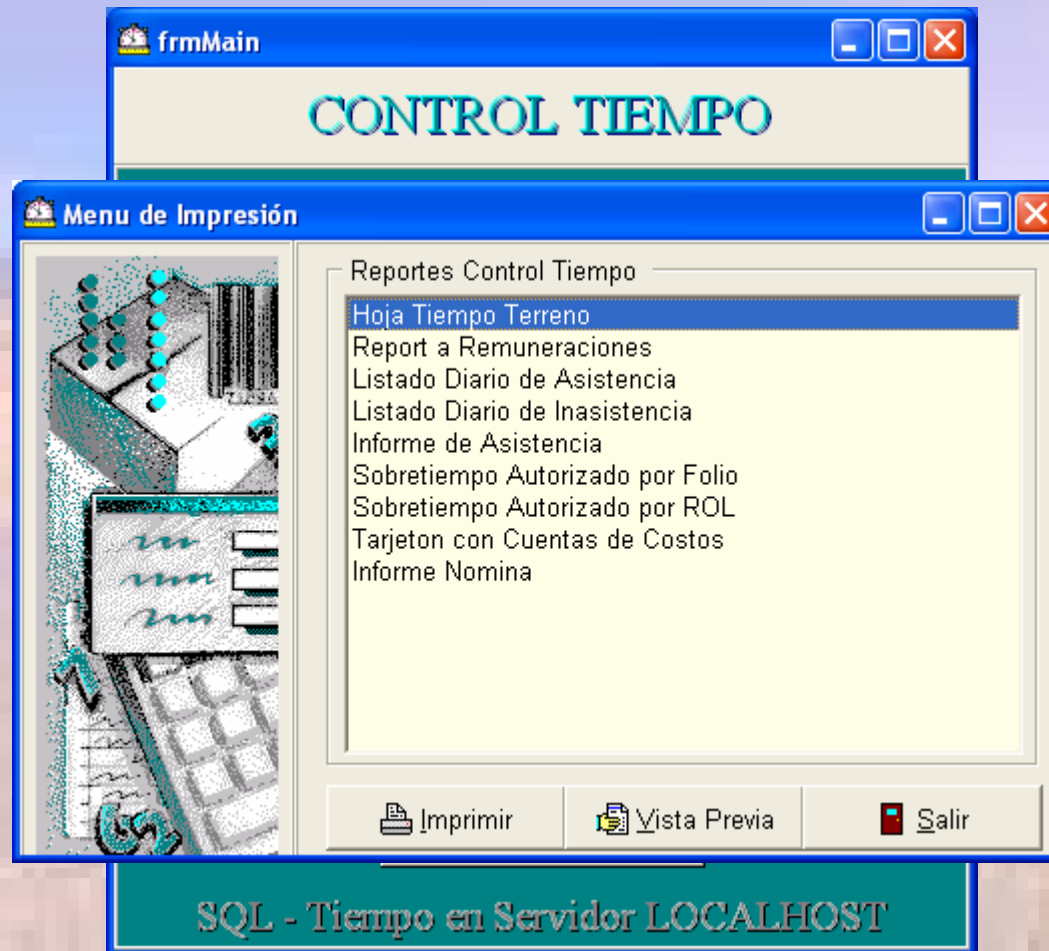 frmMain
CONTROL TIEMPO
Menu de Impresión
Reportes Control Tiempo
Hoja Tiempo Terreno
Report a Remuneraciones
Listado Diario de Asistencia
Listado Diario de Inasistencia
Informe de Asistencia
Sobretiempo Autorizado por Folio
Sobretiempo Autorizado por ROL
Tarjeton con Cuentas de Costos
Informe Nomina
Imprimir Vista Previa Salir
SQL - Tiempo en Servidor LOCALHOST